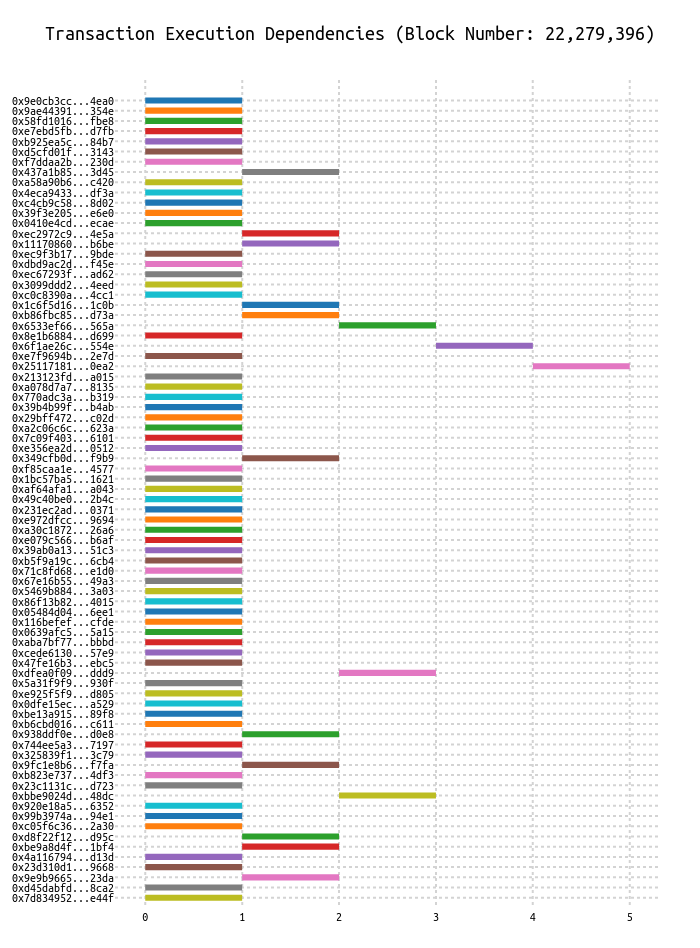 Transaction Execution Dependencies (Block Number: 22,279,396)
0x9e0cb3cc...4ea0
0x9ae44391...354e
0x58fd1016...fbe8
0xe7ebd5fb...d7fb
0xb925ea5c...84b7
0xd5cfd01f...3143
0xf7ddaa2b...230d
0x437a1b85...3d45
0xa58a90b6...c420
0x4eca9433...df3a
0xc4cb9c58...8d02
0x39f3e205...e6e0
0x0410e4cd...ecae
0xec2972c9...4e5a
0x11170860...b6be
0xec9f3b17...9bde
0xdbd9ac2d...f45e
0xec67293f...ad62
0x3099ddd2...4eed
0xc0c8390a...4cc1
0x1c6f5d16...1c0b
0xb86fbc85...d73a
0x6533ef66...565a
0x8e1b6884...d699
0x6f1ae26c...554e
0xe7f9694b...2e7d
0x25117181...0ea2
0x213123fd...a015
0xa078d7a7...8135
0x770adc3a...b319
0x39b4b99f...b4ab
0x29bff472...c02d
0xa2c06c6c...623a
0x7c09f403...6101
0xe356ea2d...0512
0x349cfb0d...f9b9
0xf85caa1e...4577
0x1bc57ba5...1621
0xaf64afa1...a043
0x49c40be0...2b4c
0x231ec2ad...0371
0xe972dfcc...9694
0xa30c1872...26a6
0xe079c566...b6af
0x39ab0a13...51c3
0xb5f9a19c...6cb4
0x71c8fd68...e1d0
0x67e16b55...49a3
0x5469b884...3a03
0x86f13b82...4015
0x05484d04...6ee1
0x116befef...cfde
0x0639afc5...5a15
0xaba7bf77...bbbd
0xcede6130...57e9
0x47fe16b3...ebc5
0xdfea0f09...ddd9
0x5a31f9f9...930f
0xe925f5f9...d805
0x0dfe15ec...a529
0xbe13a915...89f8
0xb6cbd016...c611
0x938ddf0e...d0e8
0x744ee5a3...7197
0x325839f1...3c79
0x9fc1e8b6...f7fa
0xb823e737...4df3
0x23c1131c...d723
0xbbe9024d...48dc
0x920e18a5...6352
0x99b3974a...94e1
0xc05f6c36...2a30
0xd8f22f12...d95c
0xbe9a8d4f...1bf4
0x4a116794...d13d
0x23d310d1...9668
0x9e9b9665...23da
0xd45dabfd...8ca2
0x7d834952...e44f
0 1 2 3 4 5